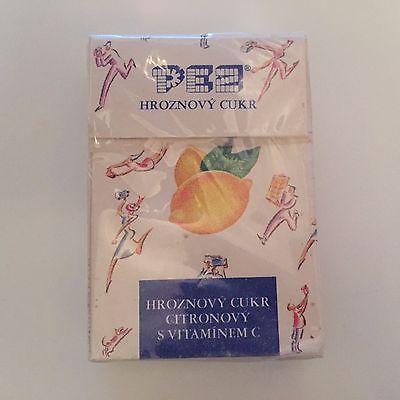 PEZ®
HROZNOVÝ CUKR
HROZNOVÝ CUKR
CITRONOVÝ
S VITAMÍNEM C